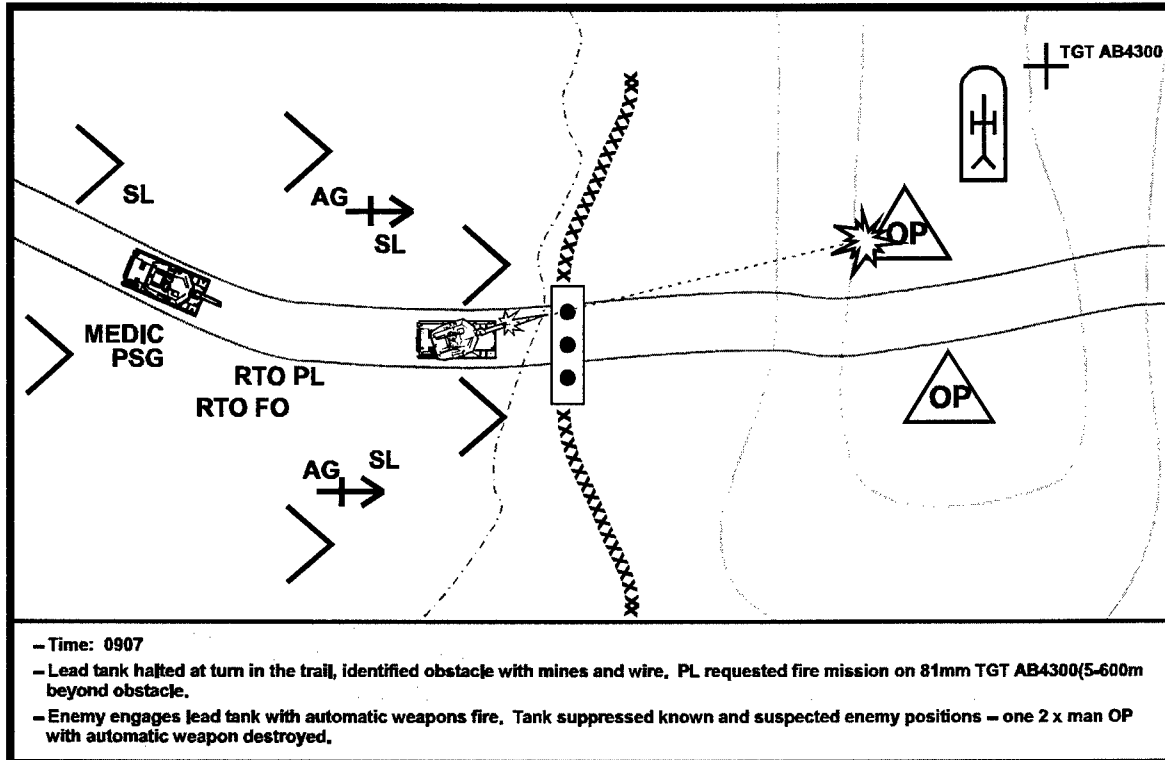 TGT AB4300
OP
SL
AG
SL
MEDIC
PSG
RTO PL
RTO FO
OP
SL
AG
XXXXXXXXXXXXXXXXXX
XXXXXXXXXXXXXXXXXX
– Time: 0907
– Lead tank halted at turn in the trail, identified obstacle with mines and wire. PL requested fire mission on 81mm TGT AB4300(5-600m
beyond obstacle.
– Enemy engages lead tank with automatic weapons fire. Tank suppressed known and suspected enemy positions – one 2 x man OP
with automatic weapon destroyed.